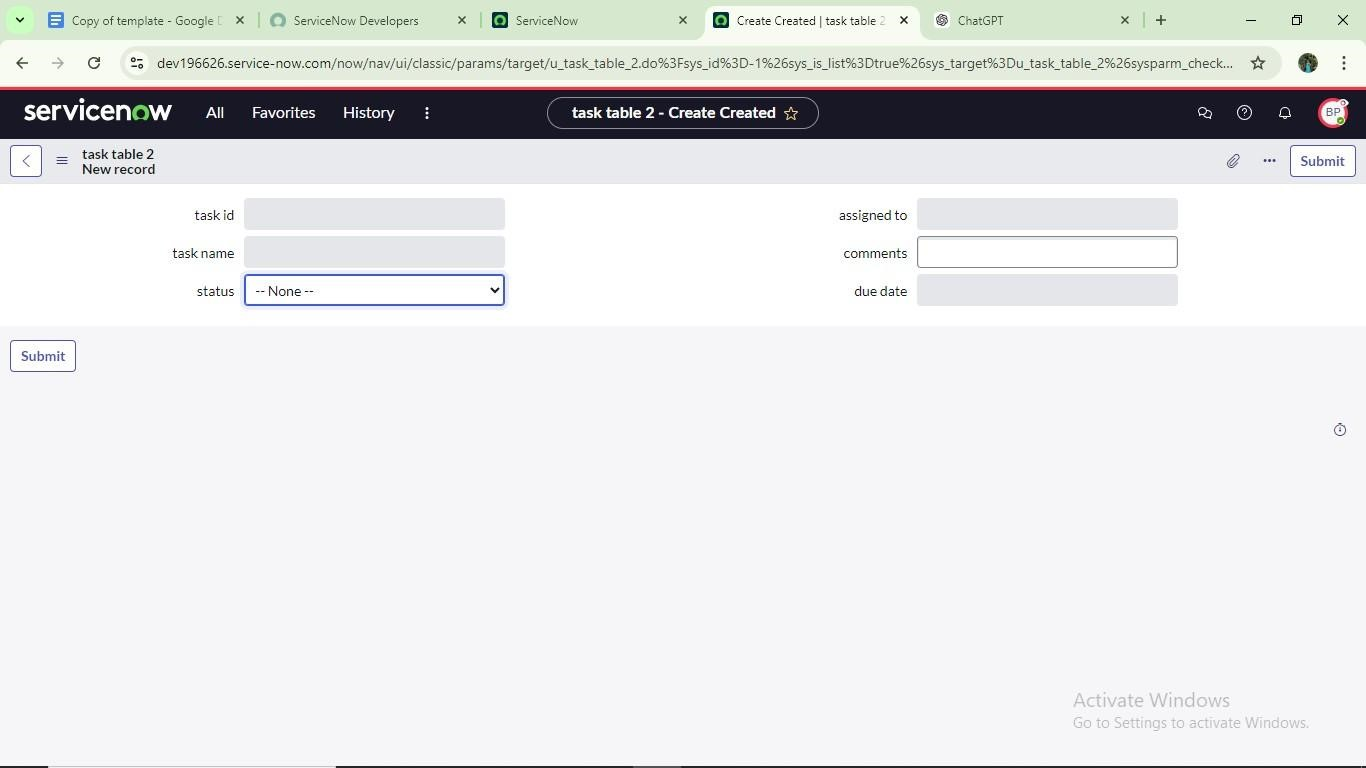 Copy of template - Google D
ServiceNow Developers
ServiceNow
Create Created | task table 2
ChatGPT
dev196626.service-now.com/now/nav/ui/classic/params/target/u_task_table_2.do%3Fsys_id%3D-1%26sys_is_list%3Dtrue%26sys_target%3Du_task_table_2%26sysparm_check...
servicenow All Favorites History task table 2 - Create Created BP
task table 2
New record
Submit
task id
assigned to
task name
comments
status -- None --
due date
Submit
Activate Windows
Go to Settings to activate Windows.